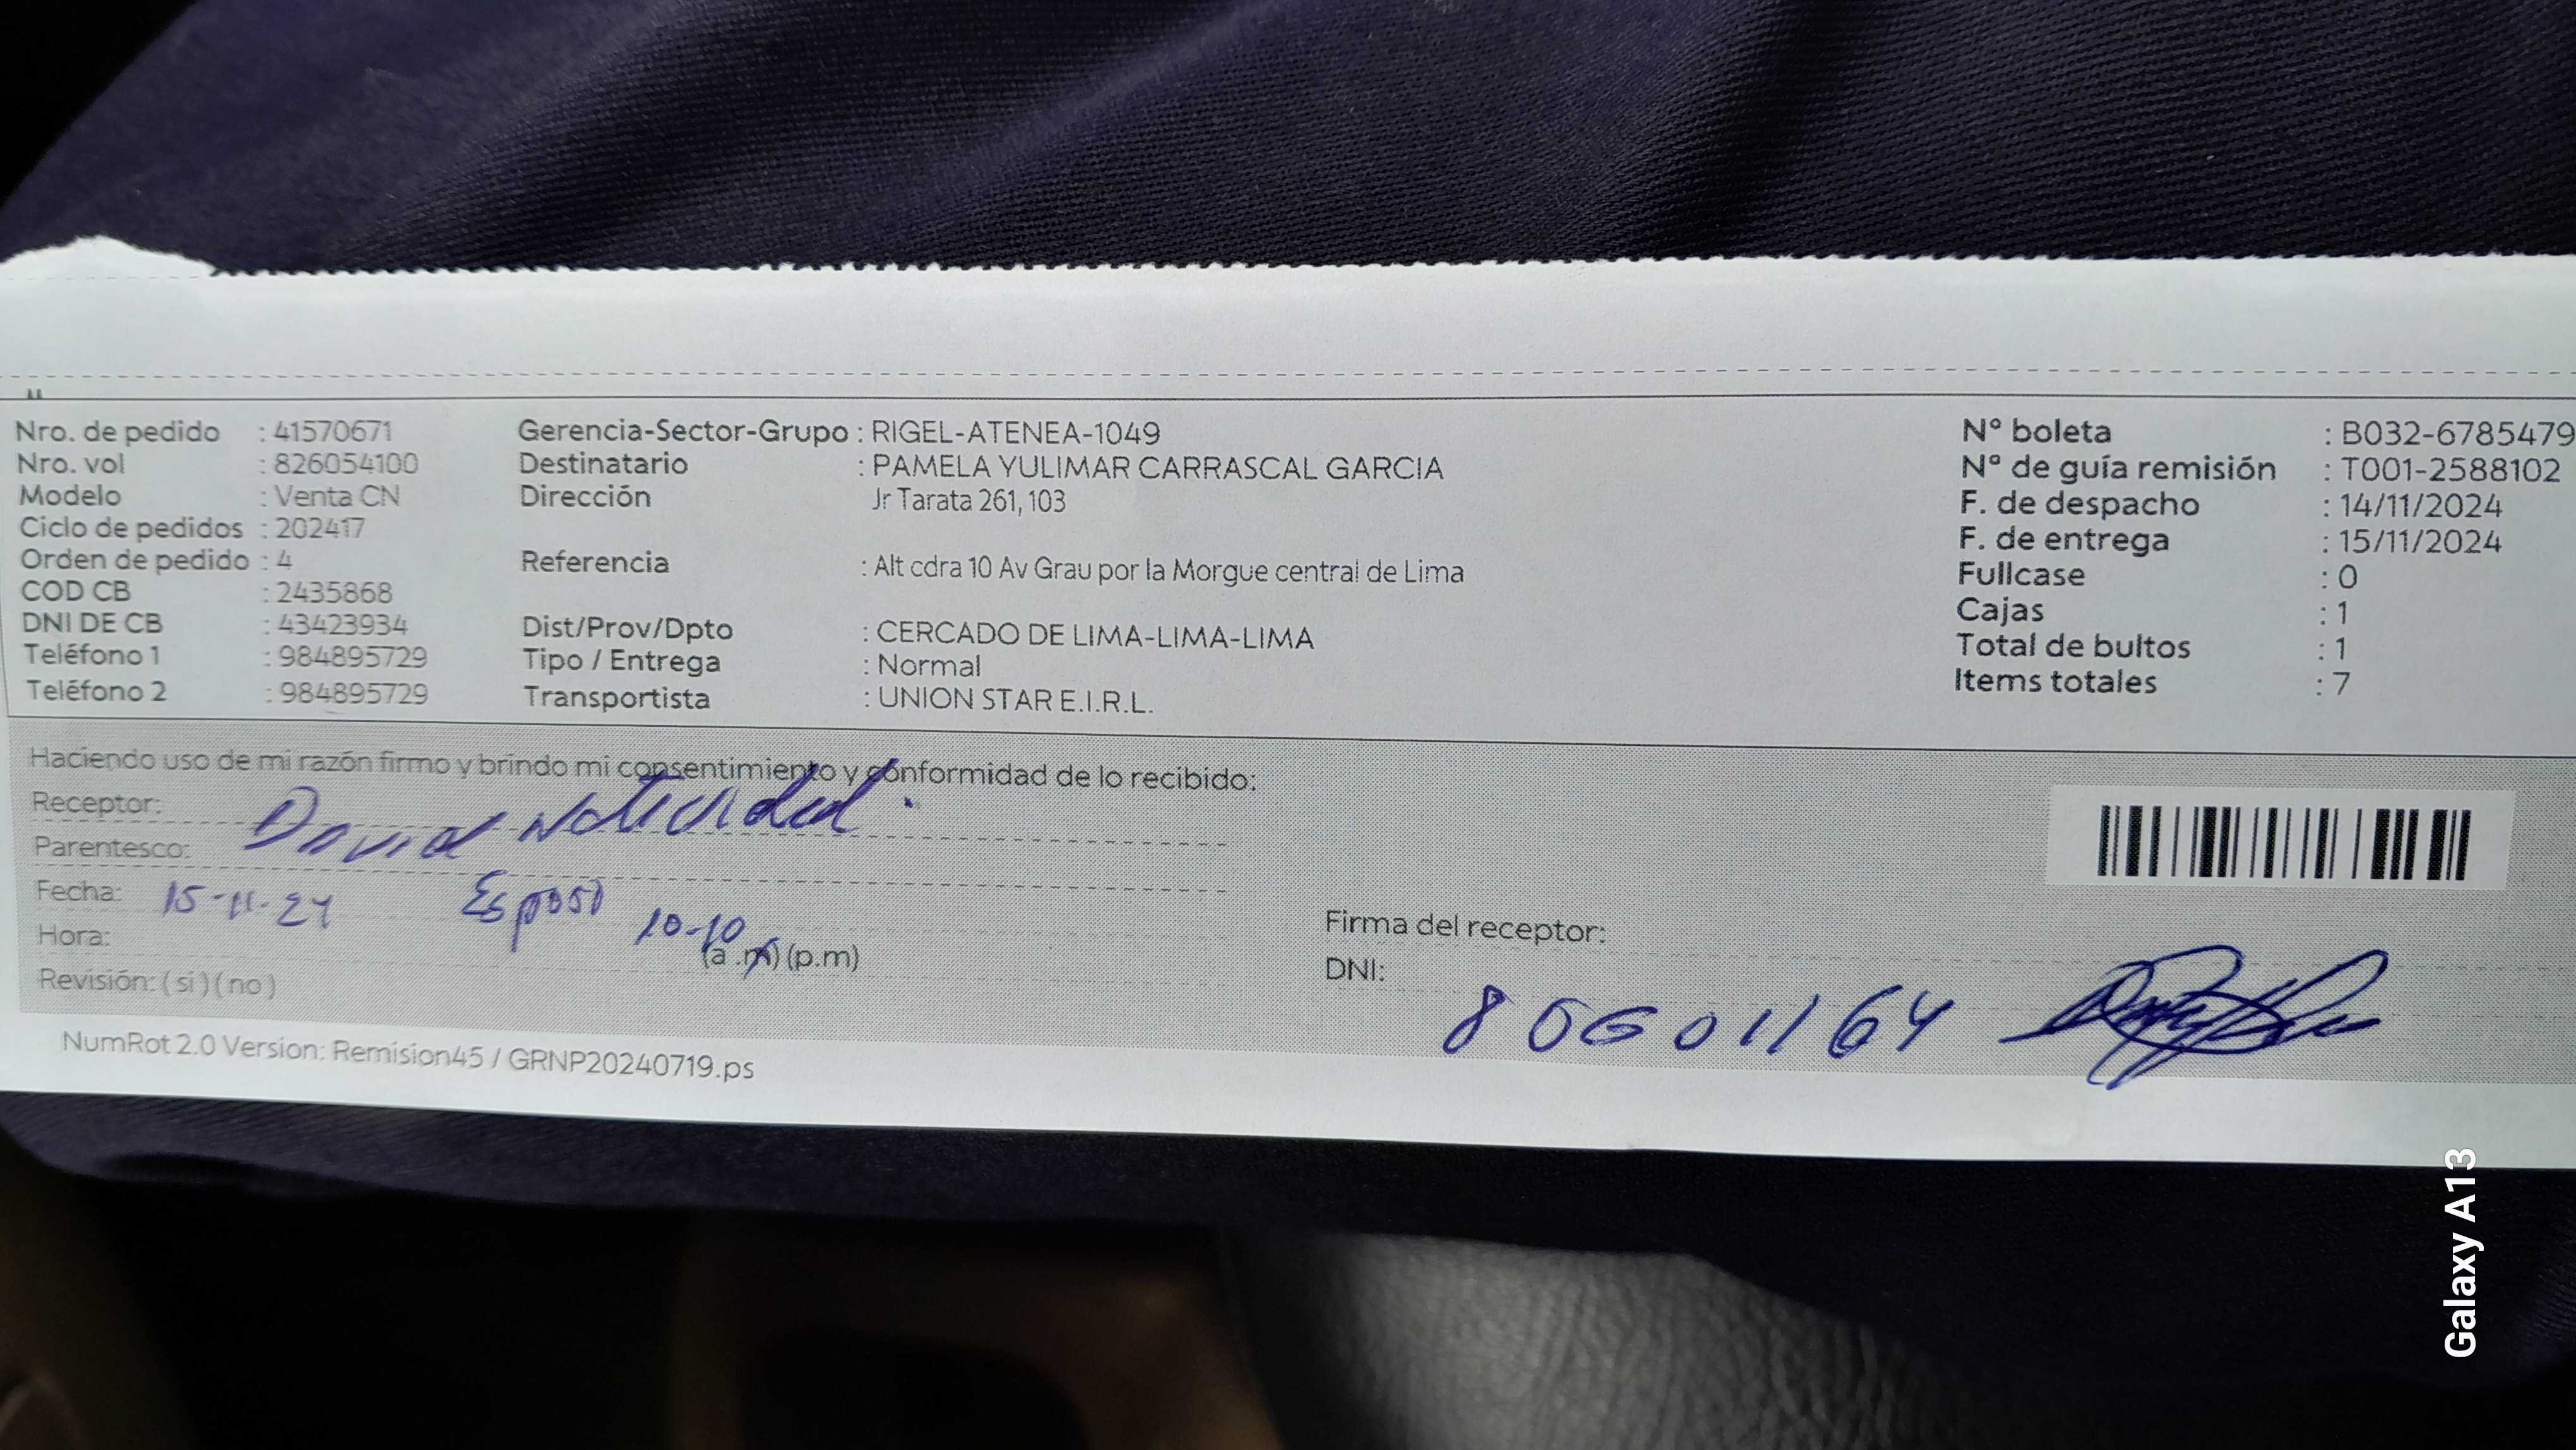 Nro. de pedido : 41570671
Nro. vol : 826054100
Modelo : Venta CN
Ciclo de pedidos : 202417
Orden de pedido : 4
COD CB : 2435868
DNI DE CB : 43423934
Teléfono 1 : 984895729
Teléfono 2 : 984895729
Gerencia-Sector-Grupo : RIGEL-ATENEA-1049
Destinatario : PAMELA YULIMAR CARRASCAL GARCIA
Dirección Jr Tarata 261, 103
Referencia : Alt cdra 10 Av Grau por la Morgue central de Lima
Dist/Prov/Dpto : CERCADO DE LIMA-LIMA-LIMA
Tipo / Entrega : Normal
Transportista : UNION STAR E.I.R.L.
N° boleta : B032-6785479
N° de guía remisión : T001-2588102
F. de despacho : 14/11/2024
F. de entrega : 15/11/2024
Fullcase : 0
Cajas : 1
Total de bultos : 1
Items totales : 7
Haciendo uso de mi razón firmo y brindo mi consentimiento y conformidad de lo recibido:
Receptor: David Natividad.
Parentesco: Esposo
Fecha: 15-11-24
Hora: 10-10 (a .m) (p.m)
Revisión: ( si ) ( no )
Firma del receptor:
DNI: 80601164
NumRot 2.0 Version: Remision45 / GRNP20240719.ps
Galaxy A13